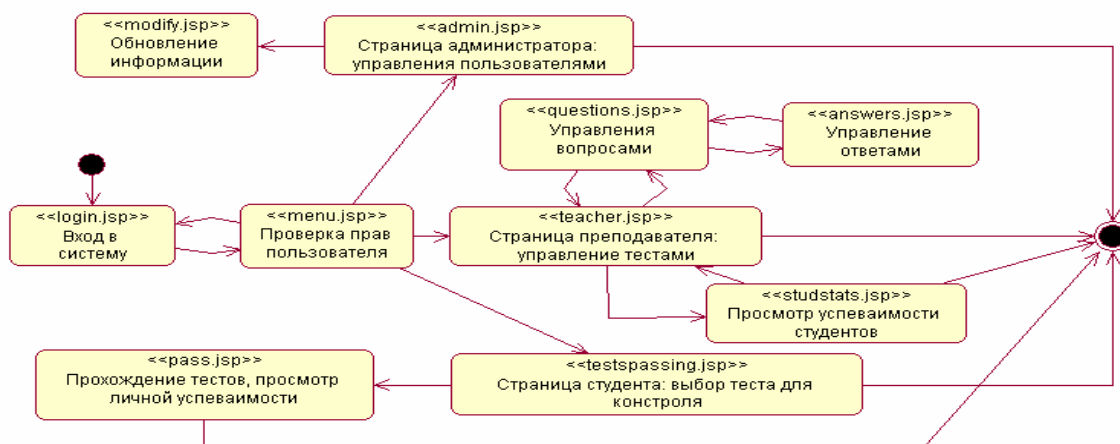 <<modify.jsp>>
Обновление
информации
<<admin.jsp>>
Страница администратора:
управления пользователями
<<questions.jsp>>
Управления
вопросами
<<answers.jsp>>
Управление
ответами
<<login.jsp>>
Вход в
систему
<<menu.jsp>>
Проверка прав
пользователя
<<teacher.jsp>>
Страница преподавателя:
управление тестами
<<studstats.jsp>>
Просмотр успеваимости
студентов
<<pass.jsp>>
Прохождение тестов, просмотр
личной успеваимости
<<testspassing.jsp>>
Страница студента: выбор теста для
констроля